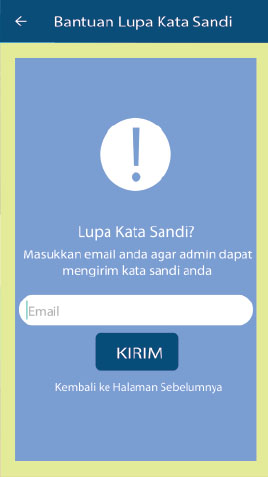 Bantuan Lupa Kata Sandi
!
Lupa Kata Sandi?
Masukkan email anda agar admin dapat
mengirim kata sandi anda
Email
KIRIM
Kembali ke Halaman Sebelumnya